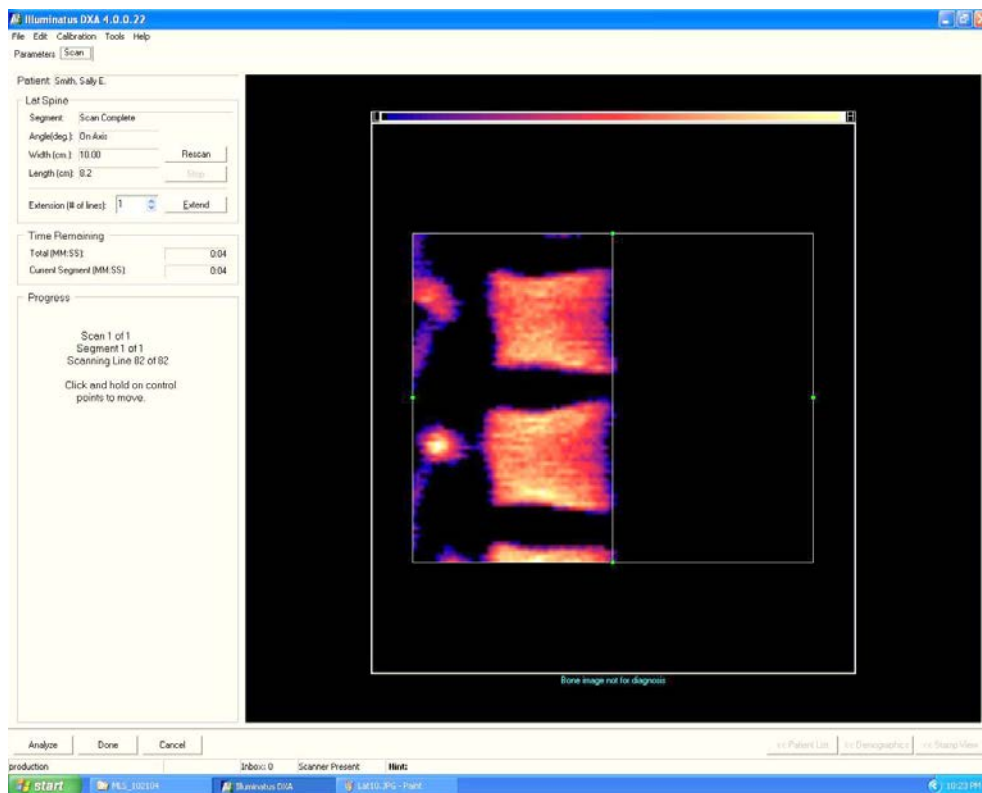 Illuminatus DXA 4.0.0.22
File Edit Calibration Tools Help
Parameters Scan
Patient Smith, Sally E.
Lat Spine
Segment: Scan Complete
Angle(deg.): On Axis
Width (cm.): 10.00 Rescan
Length (cm): 8.2 Stop
Extension (# of lines): 1 Extend
Time Remaining
Total (MM:SS): 0:04
Current Segment (MM:SS): 0:04
Progress
Scan 1 of 1
Segment 1 of 1
Scanning Line 82 of 82
Click and hold on control
points to move.
L H
Bone image not for diagnosis
Analyze Done Cancel << Patient List << Demographics << Stamp View
production Inbox: 0 Scanner Present Hint:
start MLS_102104 Illuminatus DXA Lat10.JPG - Paint 10:23 PM